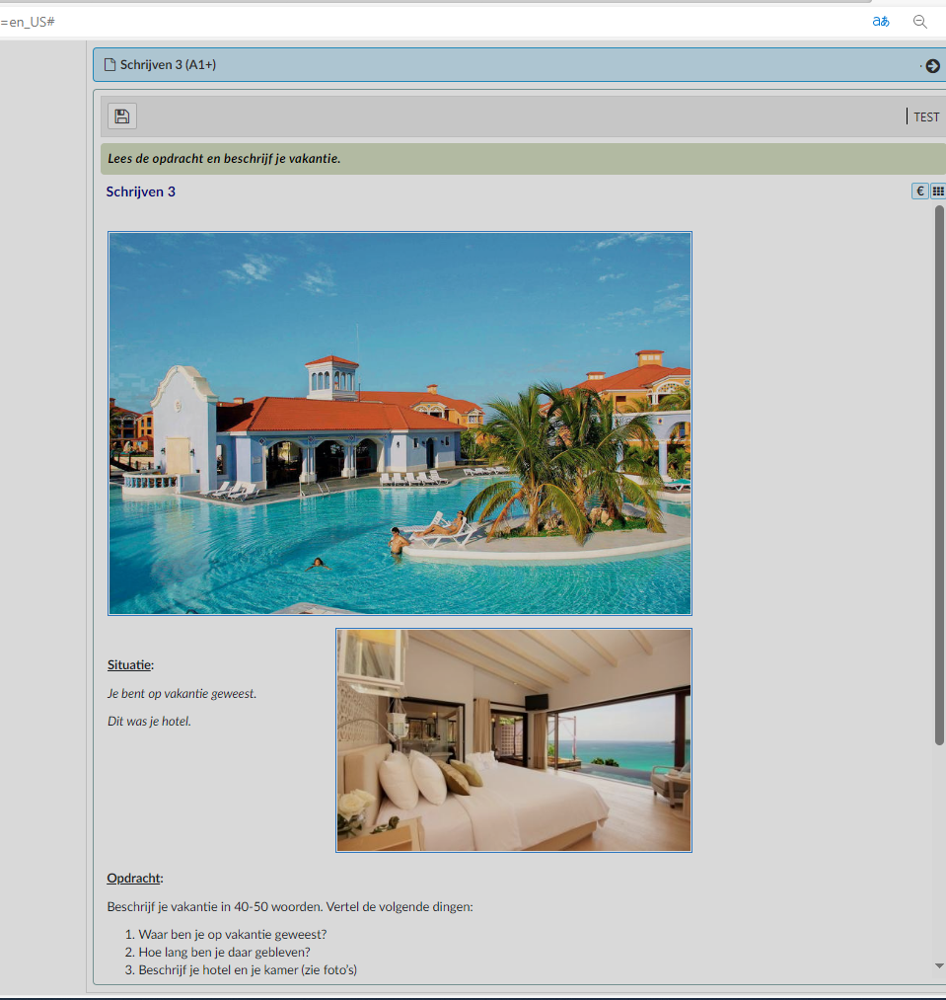 =en_US#
aあ
Schrijven 3 (A1+)
TEST
Lees de opdracht en beschrijf je vakantie.
Schrijven 3
€
Situatie:
Je bent op vakantie geweest.
Dit was je hotel.
Opdracht:
Beschrijf je vakantie in 40-50 woorden. Vertel de volgende dingen:
1. Waar ben je op vakantie geweest?
2. Hoe lang ben je daar gebleven?
3. Beschrijf je hotel en je kamer (zie foto's)